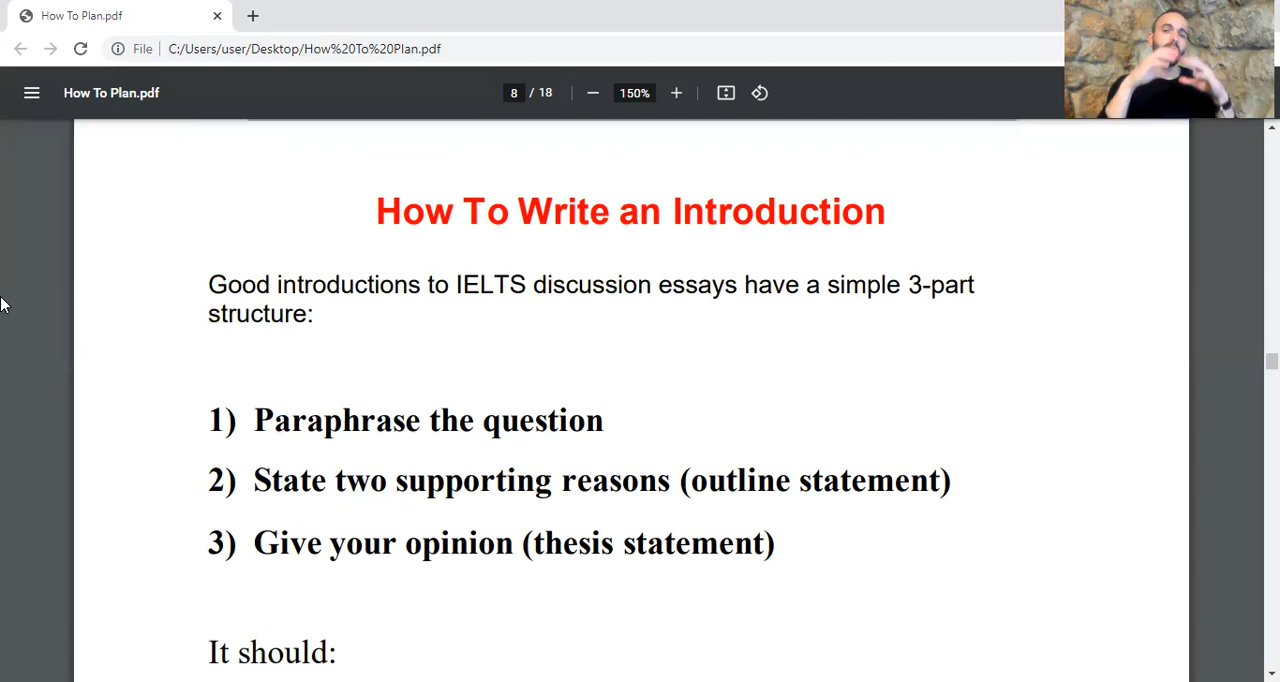 How To Plan.pdf
File
C:/Users/user/Desktop/How%20To%20Plan.pdf
How To Plan.pdf
8 / 18
150%
How To Write an Introduction
Good introductions to IELTS discussion essays have a simple 3-part
structure:
1) Paraphrase the question
2) State two supporting reasons (outline statement)
3) Give your opinion (thesis statement)
It should: